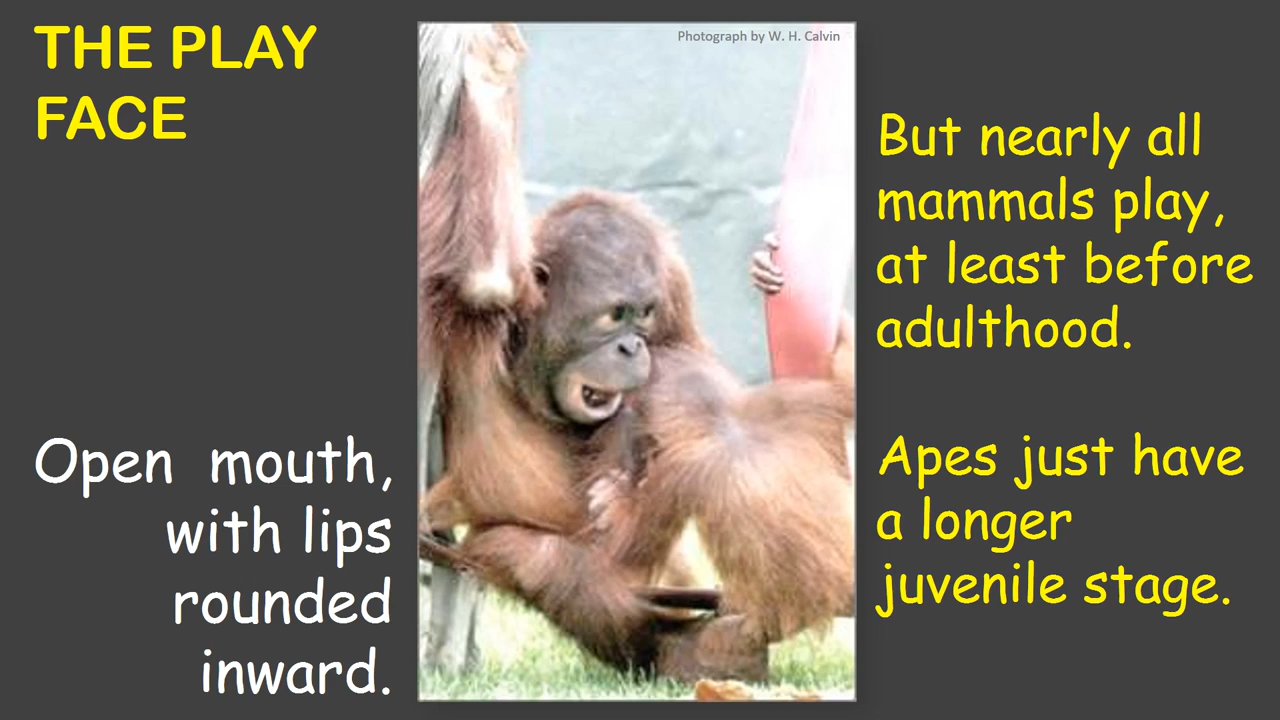 THE PLAY
FACE
Photograph by W. H. Calvin
But nearly all
mammals play,
at least before
adulthood.
Open mouth,
with lips
rounded
inward.
Apes just have
a longer
juvenile stage.